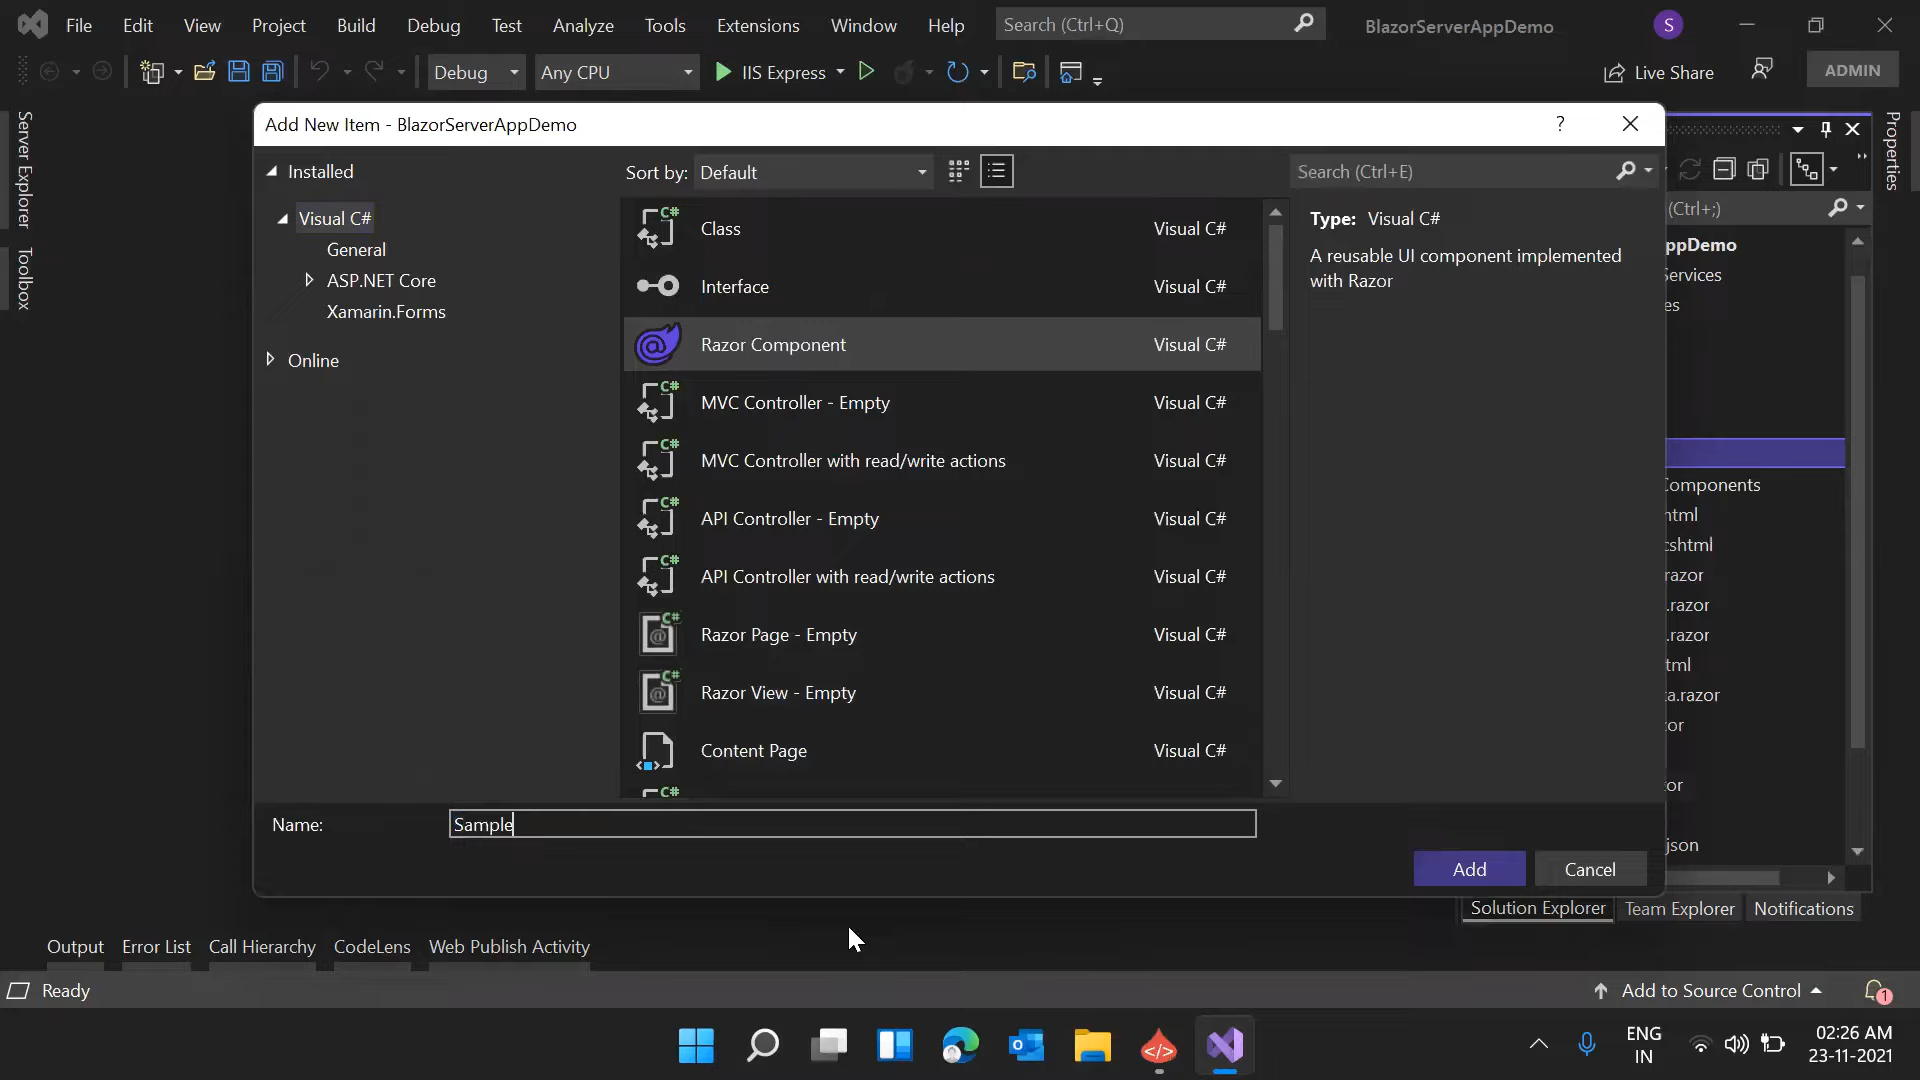 File Edit View Project Build Debug Test Analyze Tools Extensions Window Help Search (Ctrl+Q) BlazorServerAppDemo S
Debug Any CPU IIS Express Live Share ADMIN
Server Explorer
Toolbox
Properties
Add New Item - BlazorServerAppDemo ?
Installed
Visual C#
General
ASP.NET Core
Xamarin.Forms
Online
Sort by: Default
Search (Ctrl+E)
Class Visual C#
Interface Visual C#
Razor Component Visual C#
MVC Controller - Empty Visual C#
MVC Controller with read/write actions Visual C#
API Controller - Empty Visual C#
API Controller with read/write actions Visual C#
Razor Page - Empty Visual C#
Razor View - Empty Visual C#
Content Page Visual C#
Type: Visual C#
A reusable UI component implemented
with Razor
Name: Sample
Add Cancel
(Ctrl+;)
ppDemo
Services
es
Components
html
cshtml
razor
.razor
.razor
tml
ta.razor
or
or
json
Solution Explorer Team Explorer Notifications
Output Error List Call Hierarchy CodeLens Web Publish Activity
Ready Add to Source Control 1
ENG
IN
02:26 AM
23-11-2021